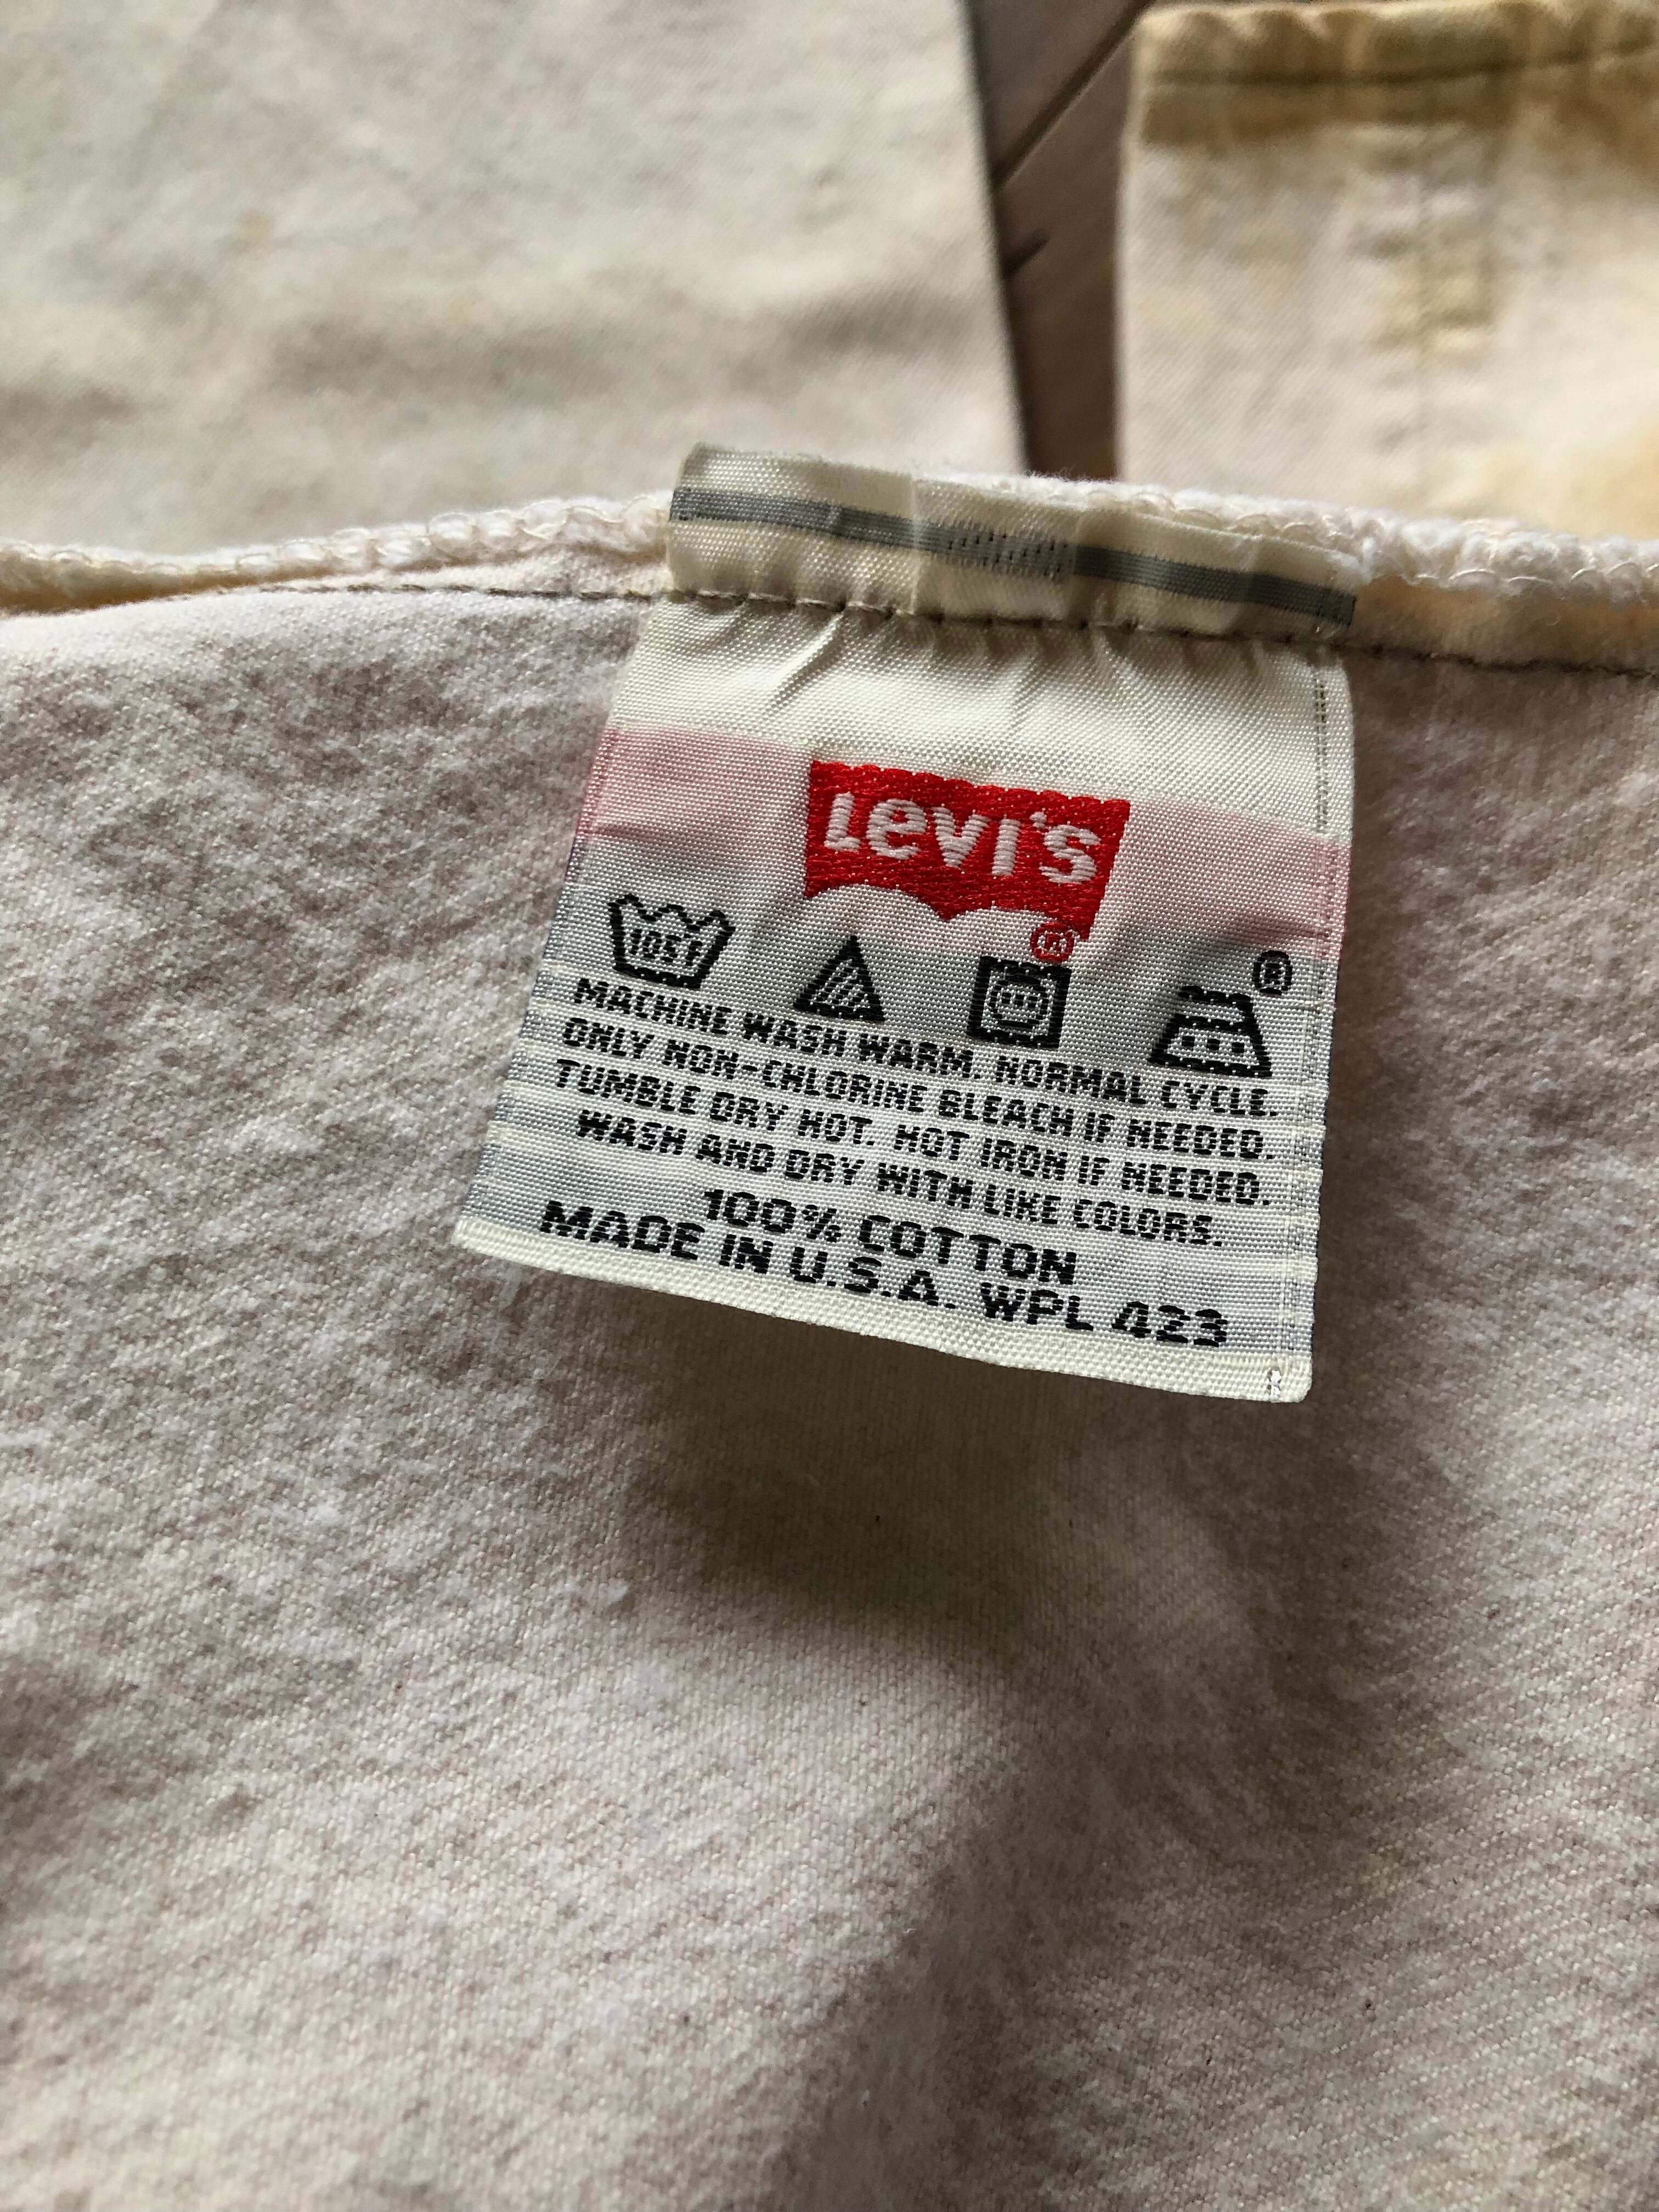 Levi's
®
105F
®
MACHINE WASH WARM. NORMAL CYCLE.
ONLY NON-CHLORINE BLEACH IF NEEDED.
TUMBLE DRY HOT. HOT IRON IF NEEDED.
WASH AND DRY WITH LIKE COLORS.
100% COTTON
MADE IN U.S.A. WPL 423